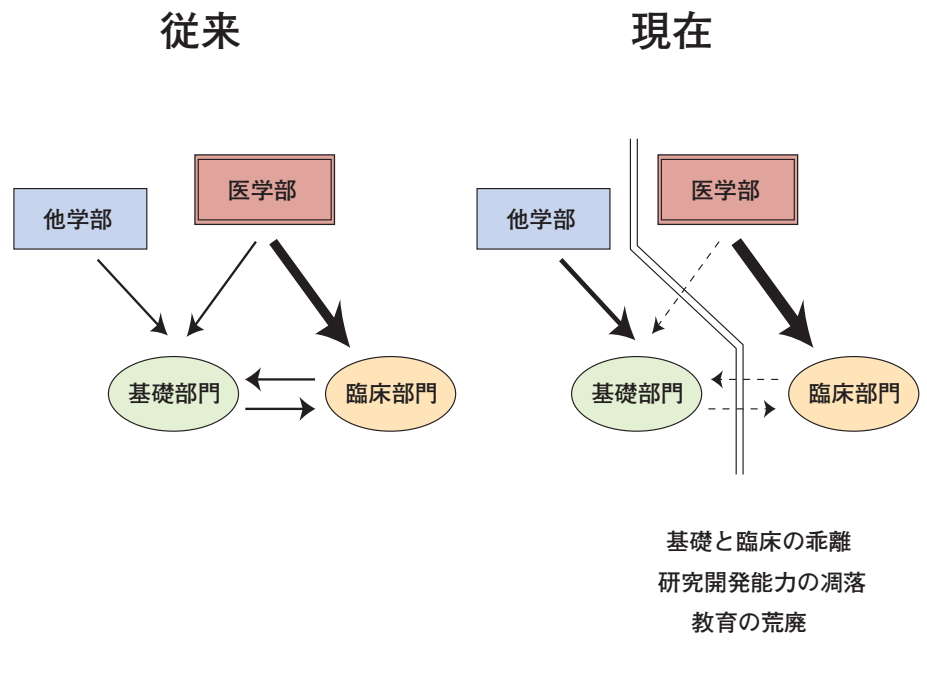 従来
医学部
他学部
基礎部門
臨床部門
現在
医学部
他学部
基礎部門
臨床部門
基礎と臨床の乖離
研究開発能力の凋落
教育の荒廃